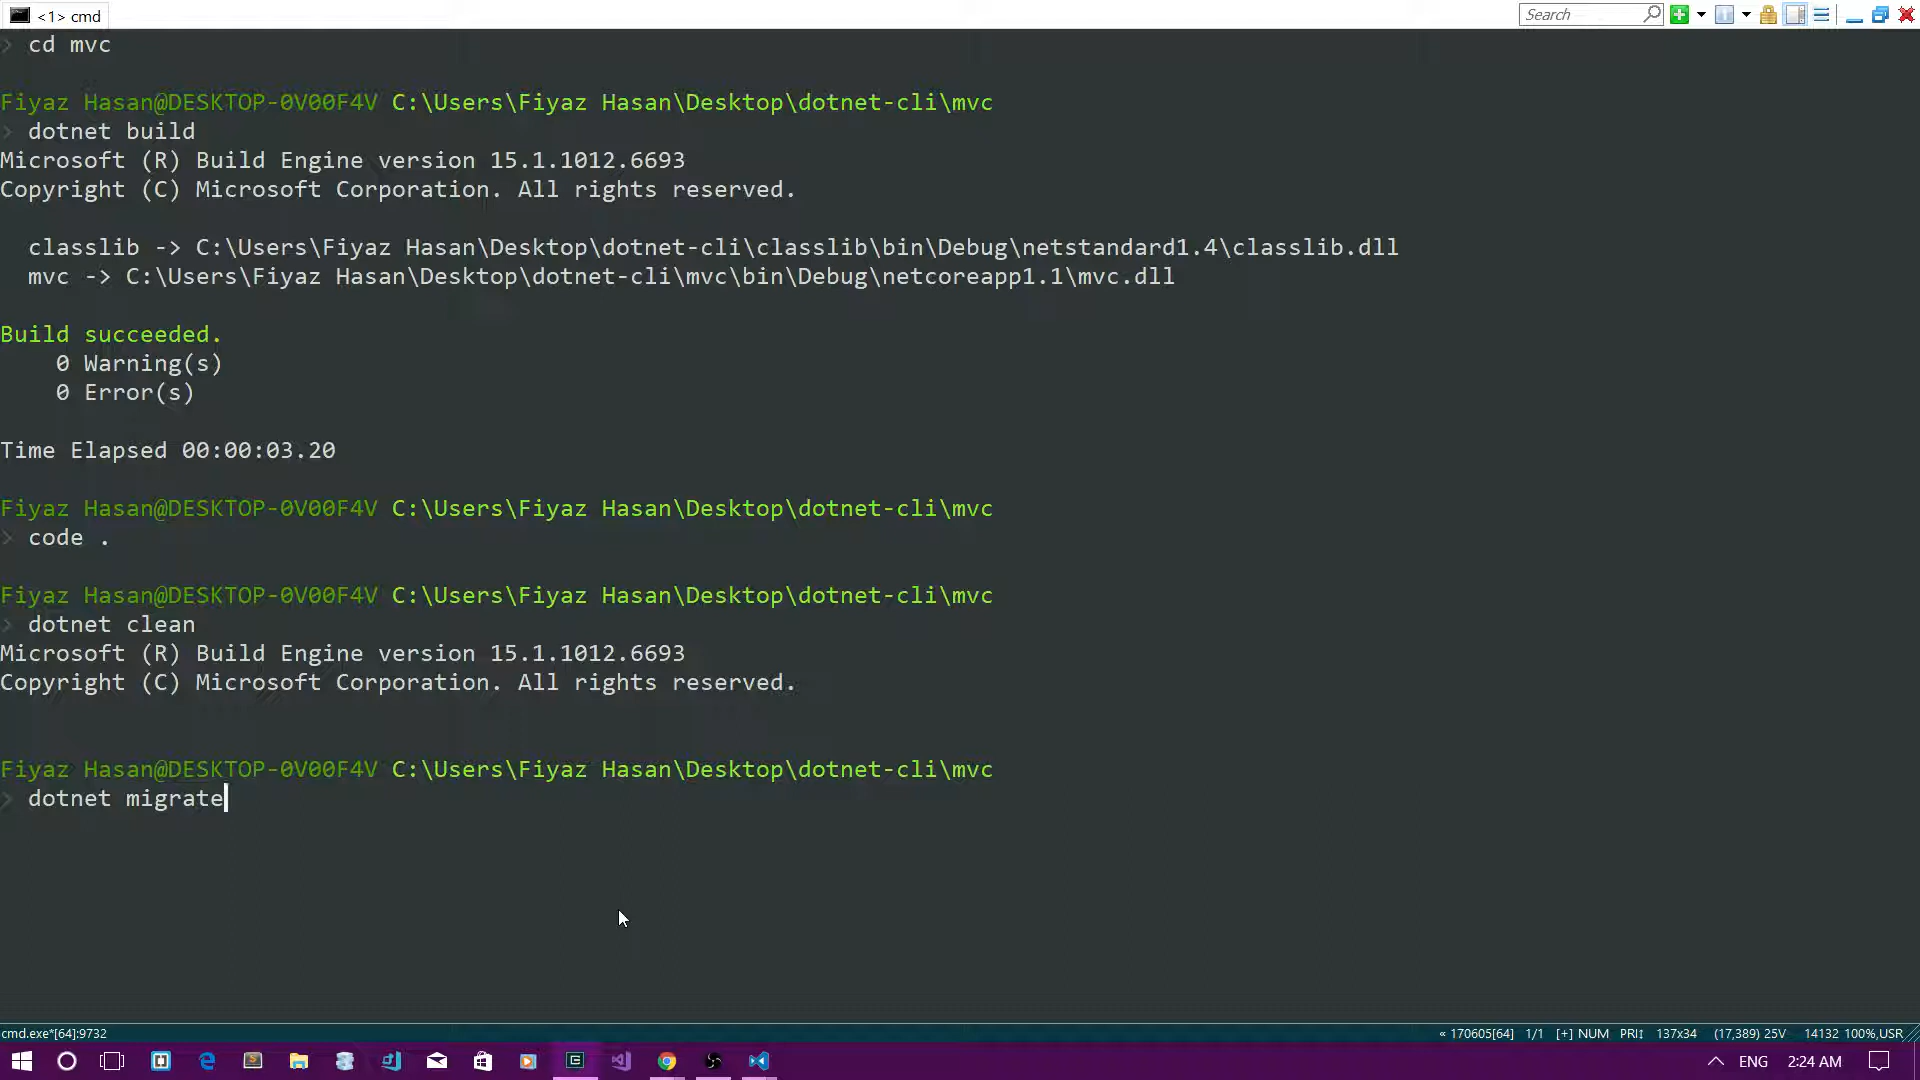 <1> cmd
Search
> cd mvc
Fiyaz Hasan@DESKTOP-0V00F4V C:\Users\Fiyaz Hasan\Desktop\dotnet-cli\mvc
> dotnet build
Microsoft (R) Build Engine version 15.1.1012.6693
Copyright (C) Microsoft Corporation. All rights reserved.
classlib -> C:\Users\Fiyaz Hasan\Desktop\dotnet-cli\classlib\bin\Debug\netstandard1.4\classlib.dll
mvc -> C:\Users\Fiyaz Hasan\Desktop\dotnet-cli\mvc\bin\Debug\netcoreapp1.1\mvc.dll
Build succeeded.
0 Warning(s)
0 Error(s)
Time Elapsed 00:00:03.20
Fiyaz Hasan@DESKTOP-0V00F4V C:\Users\Fiyaz Hasan\Desktop\dotnet-cli\mvc
> code .
Fiyaz Hasan@DESKTOP-0V00F4V C:\Users\Fiyaz Hasan\Desktop\dotnet-cli\mvc
> dotnet clean
Microsoft (R) Build Engine version 15.1.1012.6693
Copyright (C) Microsoft Corporation. All rights reserved.
Fiyaz Hasan@DESKTOP-0V00F4V C:\Users\Fiyaz Hasan\Desktop\dotnet-cli\mvc
> dotnet migrate
cmd.exe*[64]:9732
« 170605[64] 1/1 [+] NUM PRI↕ 137x34 (17,389) 25V 14132 100%,USR
ENG 2:24 AM